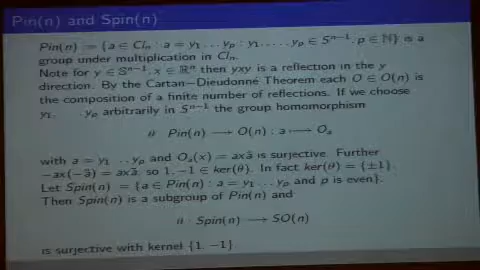 Pin(n) and Spin(n)
Pin(n) := {a ∈ Cl_n : a = y_1 . . . y_p : y_1, . . . , y_p ∈ S^{n−1}, p ∈ ℕ} is a
group under multiplication in Cl_n.
Note for y ∈ S^{n−1}, x ∈ ℝ^n then yxy is a reflection in the y
direction. By the Cartan−Dieudonné Theorem each O ∈ O(n) is
the composition of a finite number of reflections. If we choose
y_1, . . . y_p arbitrarily in S^{n−1} the group homomorphism
θ : Pin(n) ⟶ O(n) : a ⟼ O_a
with a = y_1 . . . y_p and O_a(x) = axã is surjective. Further
−ax(−ã) = axã, so 1, −1 ∈ ker(θ). In fact ker(θ) = {±1}.
Let Spin(n) = {a ∈ Pin(n) : a = y_1 . . . y_p and p is even}.
Then Spin(n) is a subgroup of Pin(n) and
θ : Spin(n) ⟶ SO(n)
is surjective with kernel {1, −1}.